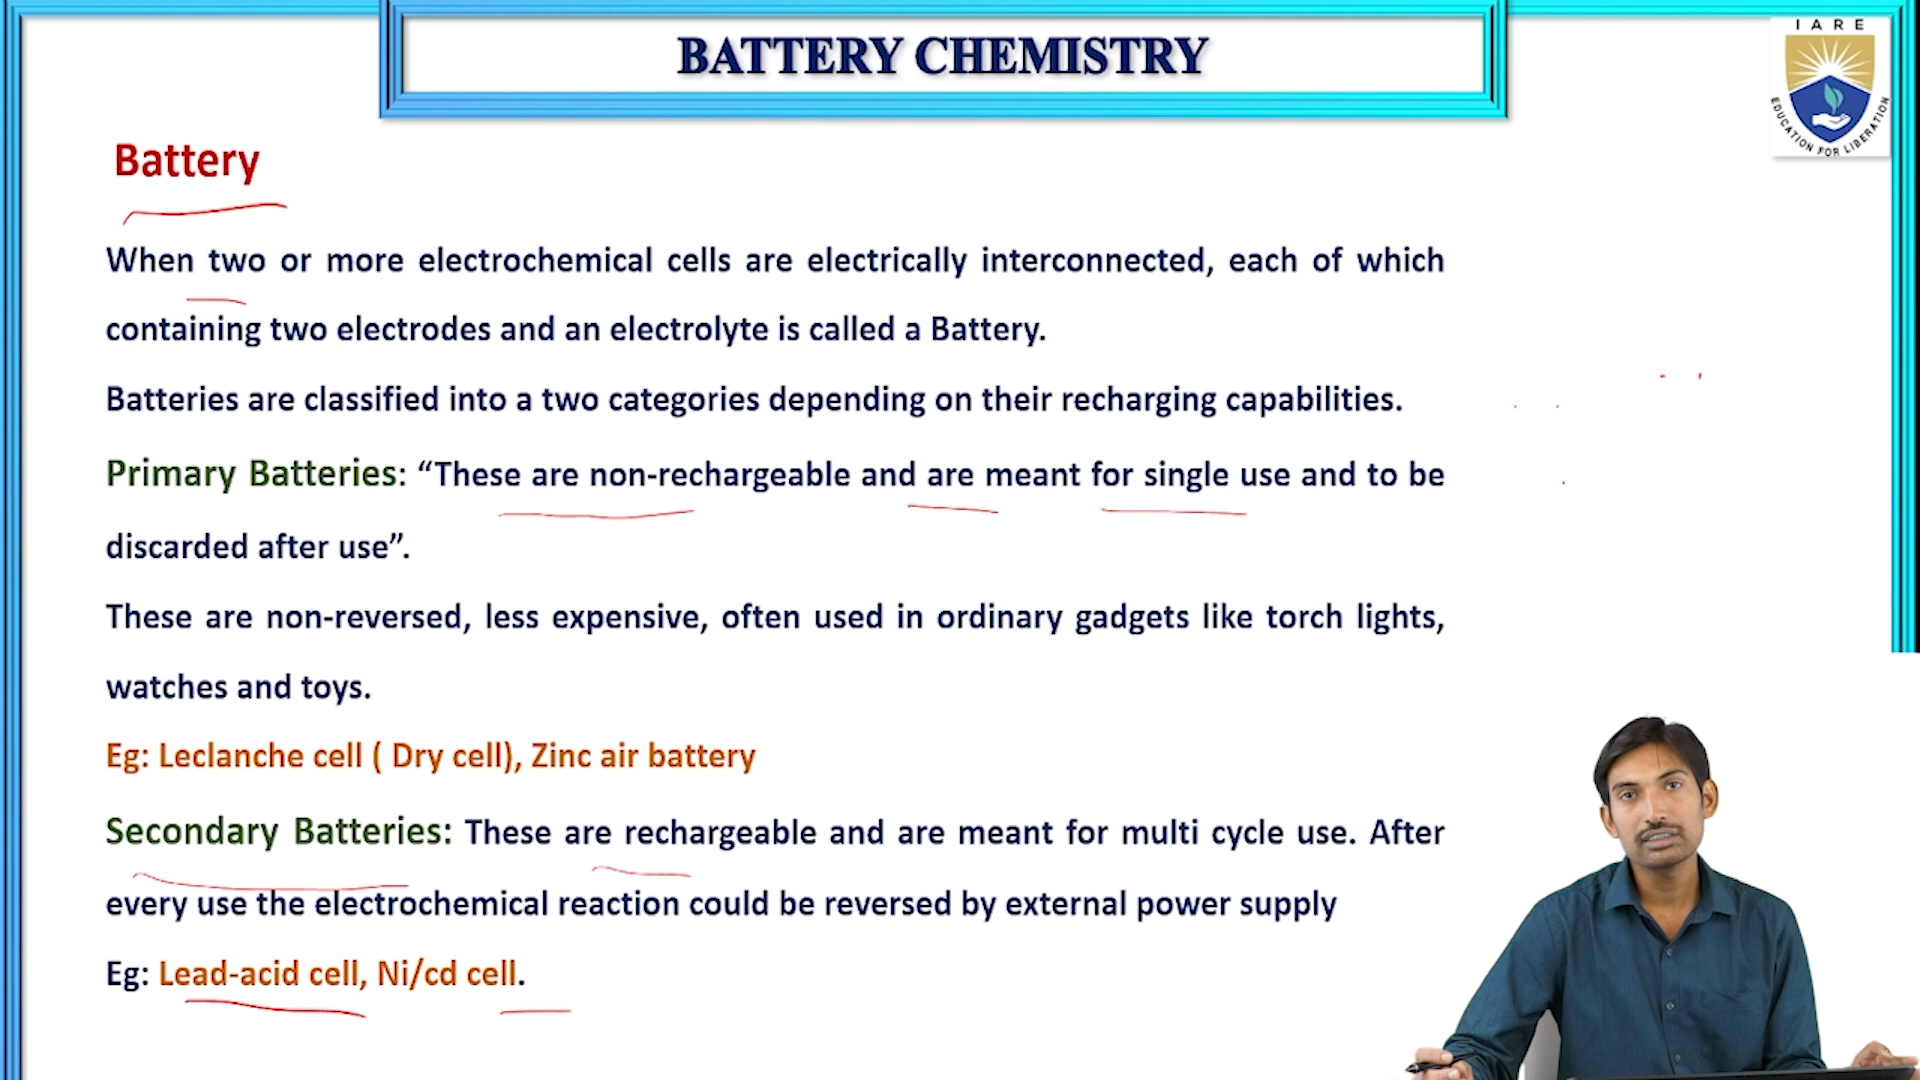 BATTERY CHEMISTRY
IARE
EDUCATION FOR LIBERATION
Battery
When two or more electrochemical cells are electrically interconnected, each of which
containing two electrodes and an electrolyte is called a Battery.
Batteries are classified into a two categories depending on their recharging capabilities.
Primary Batteries: “These are non-rechargeable and are meant for single use and to be
discarded after use”.
These are non-reversed, less expensive, often used in ordinary gadgets like torch lights,
watches and toys.
Eg: Leclanche cell ( Dry cell), Zinc air battery
Secondary Batteries: These are rechargeable and are meant for multi cycle use. After
every use the electrochemical reaction could be reversed by external power supply
Eg: Lead-acid cell, Ni/cd cell.